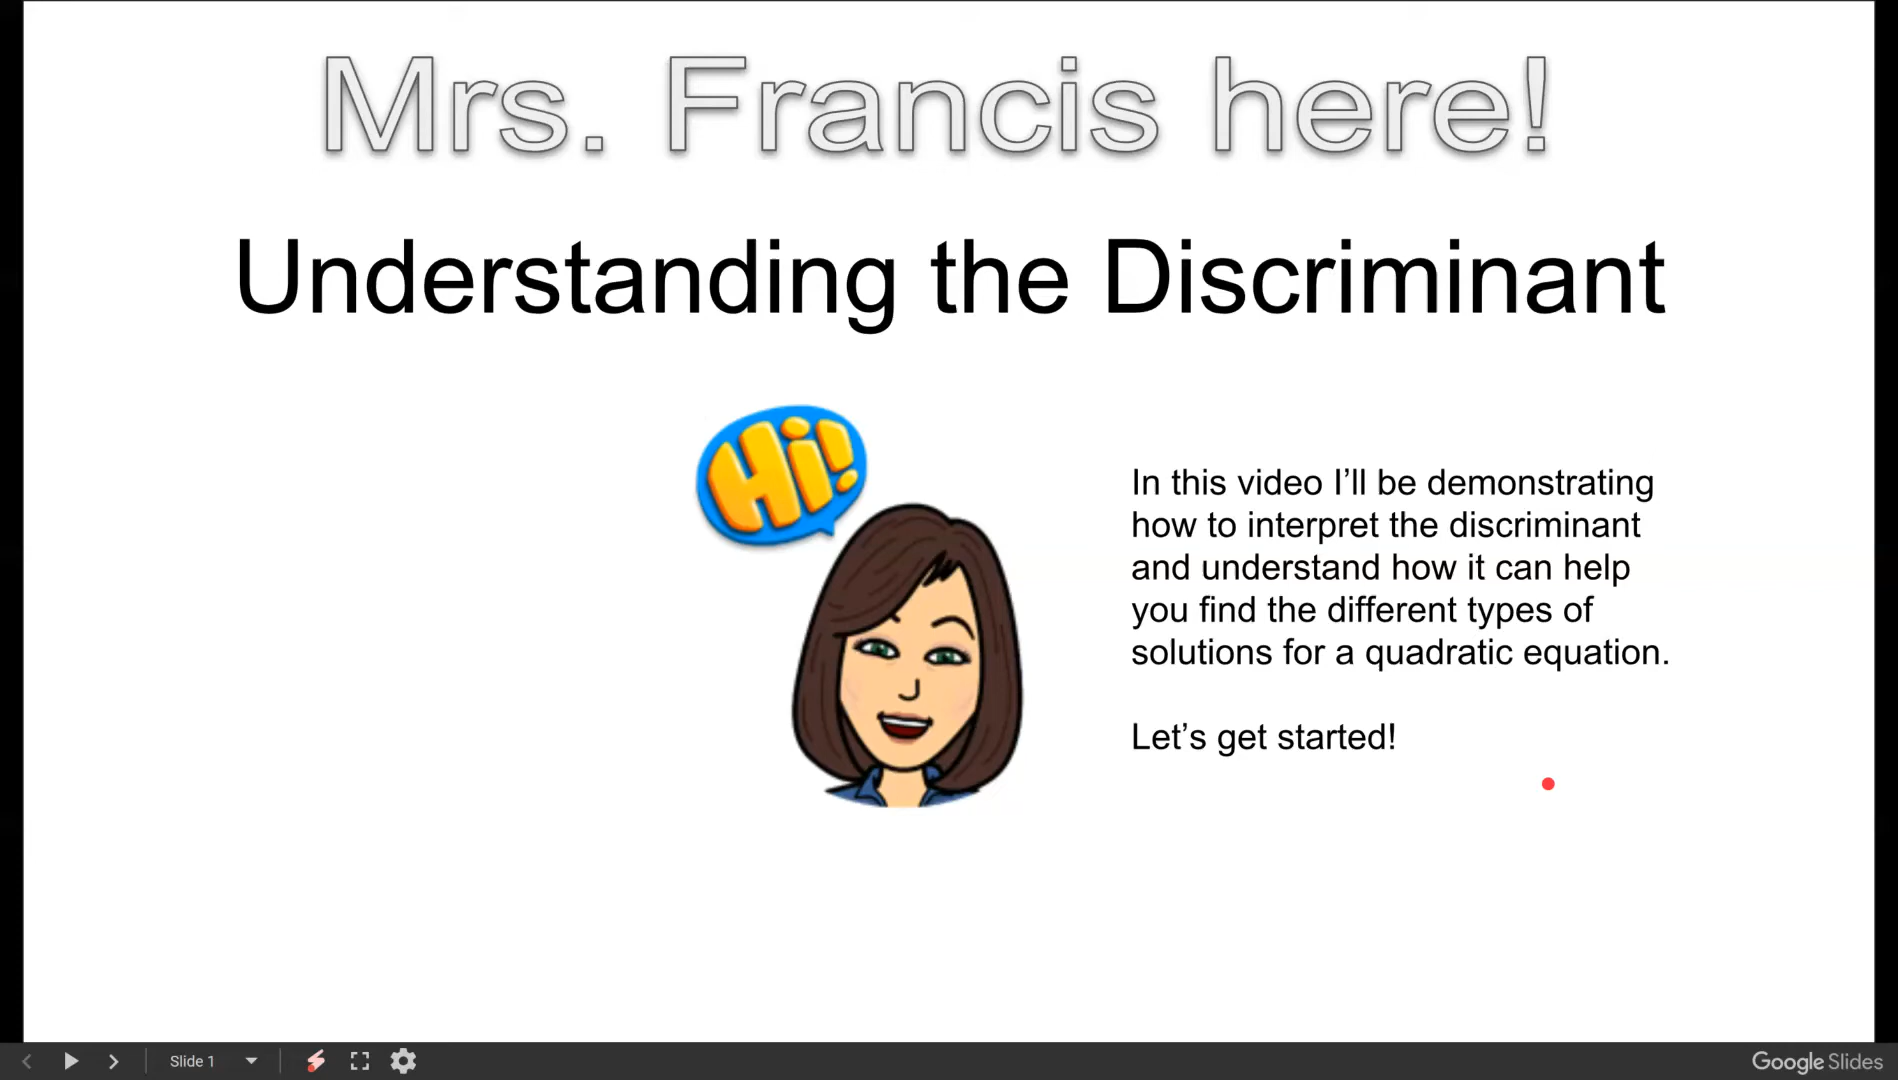 Mrs. Francis here!
Understanding the Discriminant
Hi!
In this video I’ll be demonstrating
how to interpret the discriminant
and understand how it can help
you find the different types of
solutions for a quadratic equation.
Let’s get started!
Slide 1
Google Slides